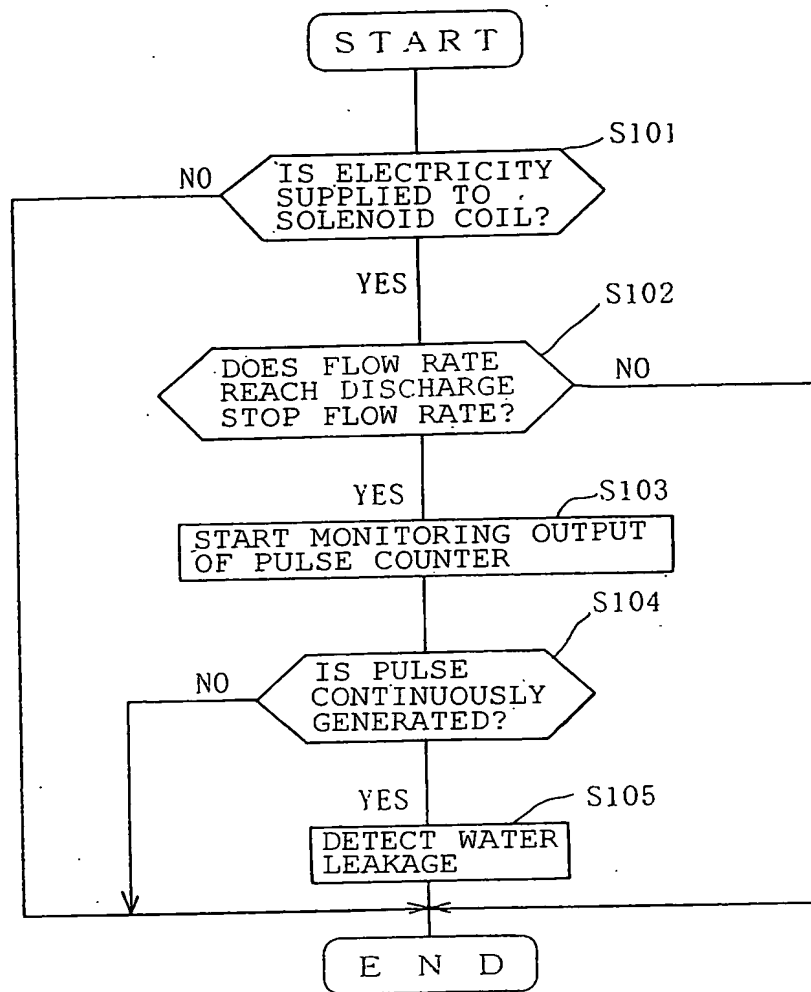 START
S101
NO
IS ELECTRICITY
SUPPLIED TO
SOLENOID COIL?
YES
S102
DOES FLOW RATE
REACH DISCHARGE
STOP FLOW RATE?
NO
YES
S103
START MONITORING OUTPUT
OF PULSE COUNTER
S104
NO
IS PULSE
CONTINUOUSLY
GENERATED?
YES
S105
DETECT WATER
LEAKAGE
END